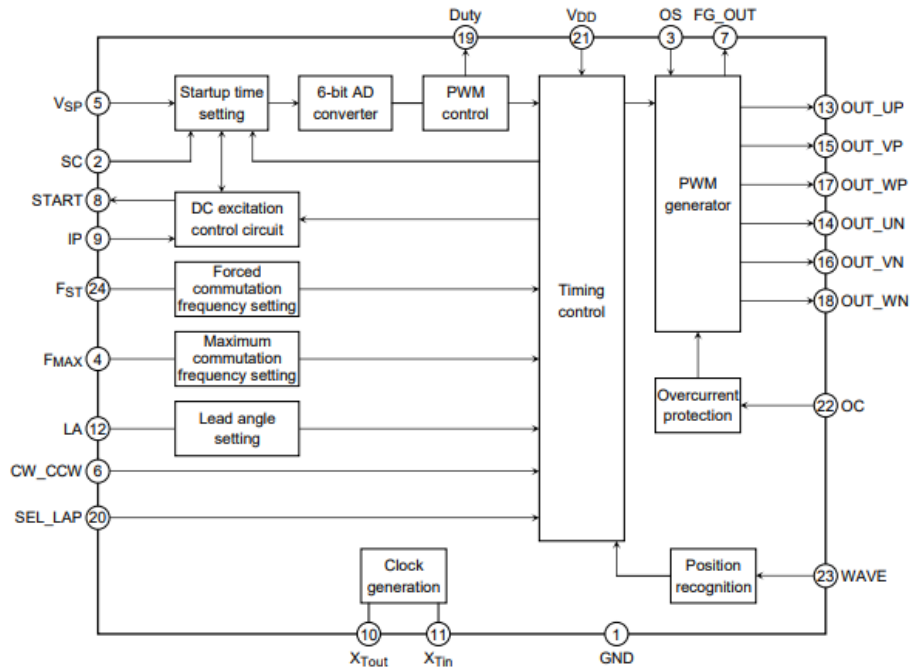 Duty
VDD
OS
FG_OUT
19
21
3
7
VSP
5
Startup time
setting
6-bit AD
converter
PWM
control
13
OUT_UP
SC
2
15
OUT_VP
START
8
DC excitation
control circuit
PWM
generator
17
OUT_WP
IP
9
14
OUT_UN
FST
24
Forced
commutation
frequency setting
Timing
control
16
OUT_VN
18
OUT_WN
FMAX
4
Maximum
commutation
frequency setting
Overcurrent
protection
22
OC
LA
12
Lead angle
setting
CW_CCW
6
SEL_LAP
20
Clock
generation
Position
recognition
23
WAVE
10
11
1
XTout
XTin
GND